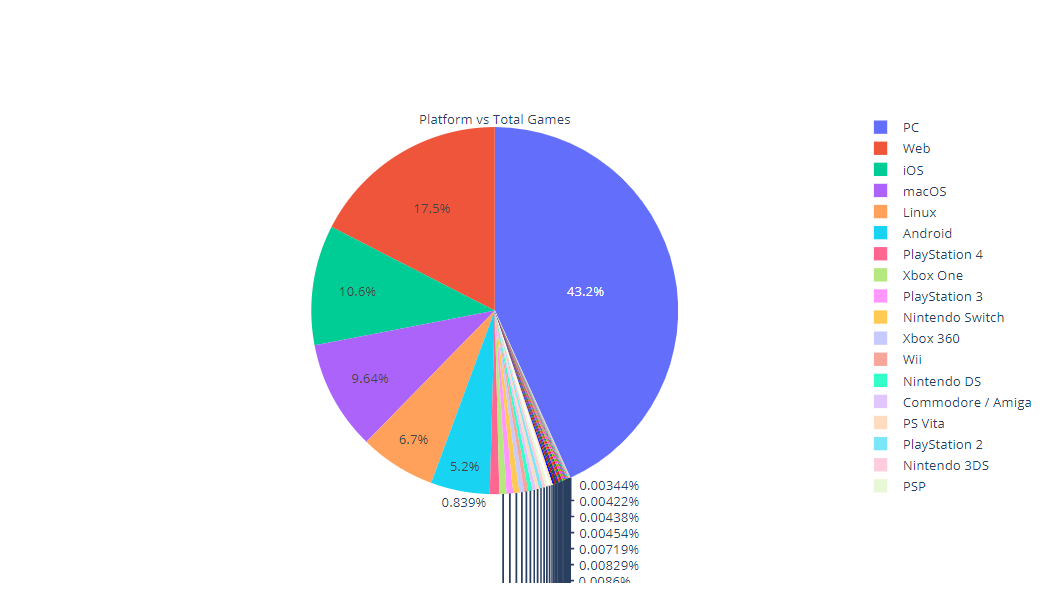 Platform vs Total Games
17.5%
10.6%
43.2%
9.64%
6.7%
5.2%
0.839%
0.00344%
0.00422%
0.00438%
0.00454%
0.00719%
0.00829%
0.0086%
PC
Web
iOS
macOS
Linux
Android
PlayStation 4
Xbox One
PlayStation 3
Nintendo Switch
Xbox 360
Wii
Nintendo DS
Commodore / Amiga
PS Vita
PlayStation 2
Nintendo 3DS
PSP